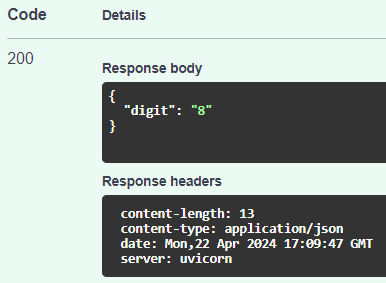 Code Details
200
Response body
{
"digit": "8"
}
Response headers
content-length: 13
content-type: application/json
date: Mon,22 Apr 2024 17:09:47 GMT
server: uvicorn